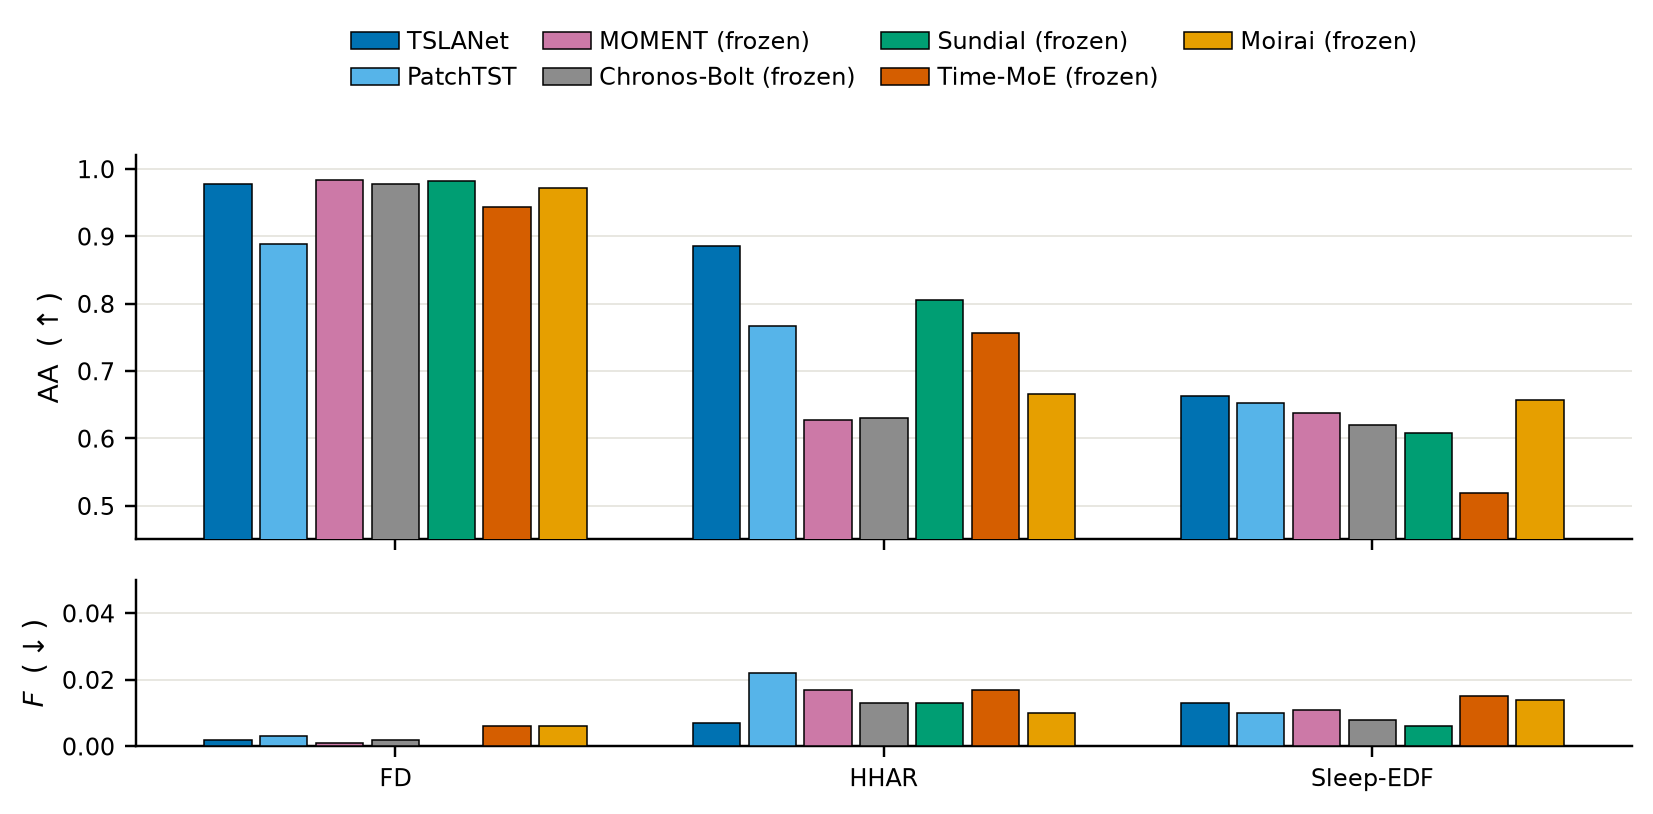 TSLANet MOMENT (frozen) Sundial (frozen) Moirai (frozen)
PatchTST Chronos-Bolt (frozen) Time-MoE (frozen)
AA (↑)
1.0
0.9
0.8
0.7
0.6
0.5
F (↓)
0.04
0.02
0.00
FD HHAR Sleep-EDF